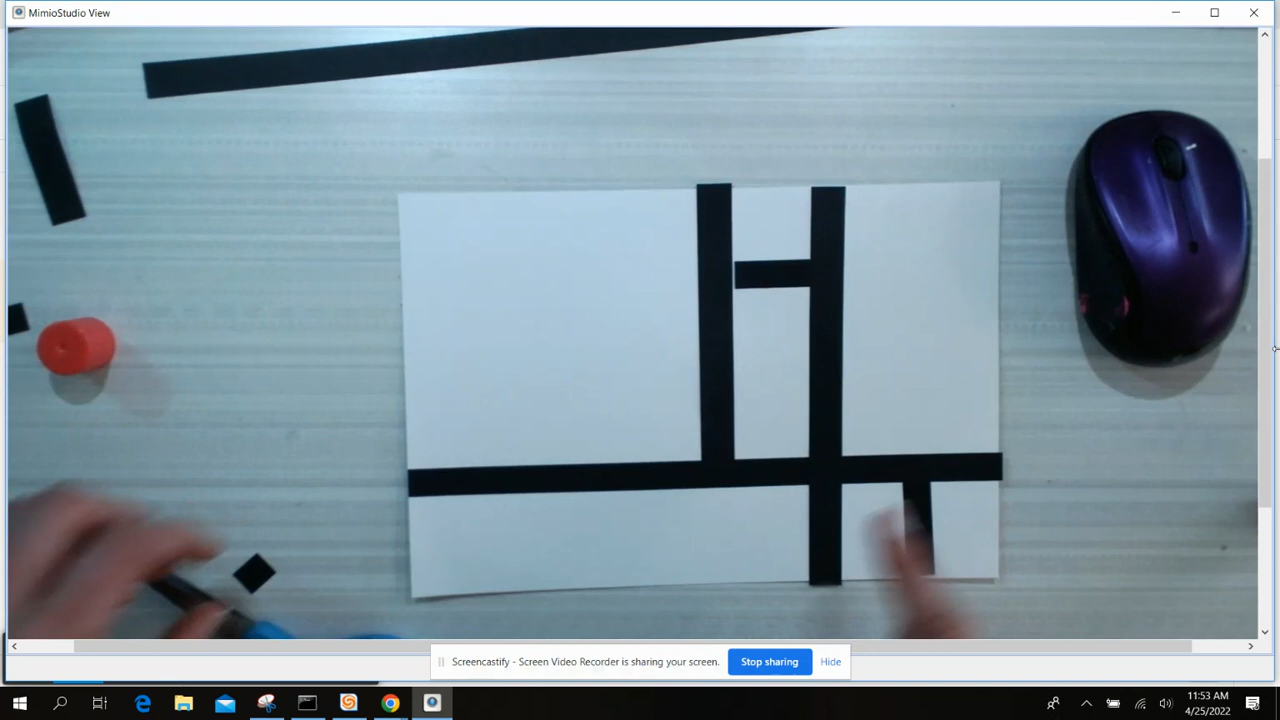 MimioStudio View
Screencastify - Screen Video Recorder is sharing your screen.
Stop sharing
Hide
11:53 AM
4/25/2022